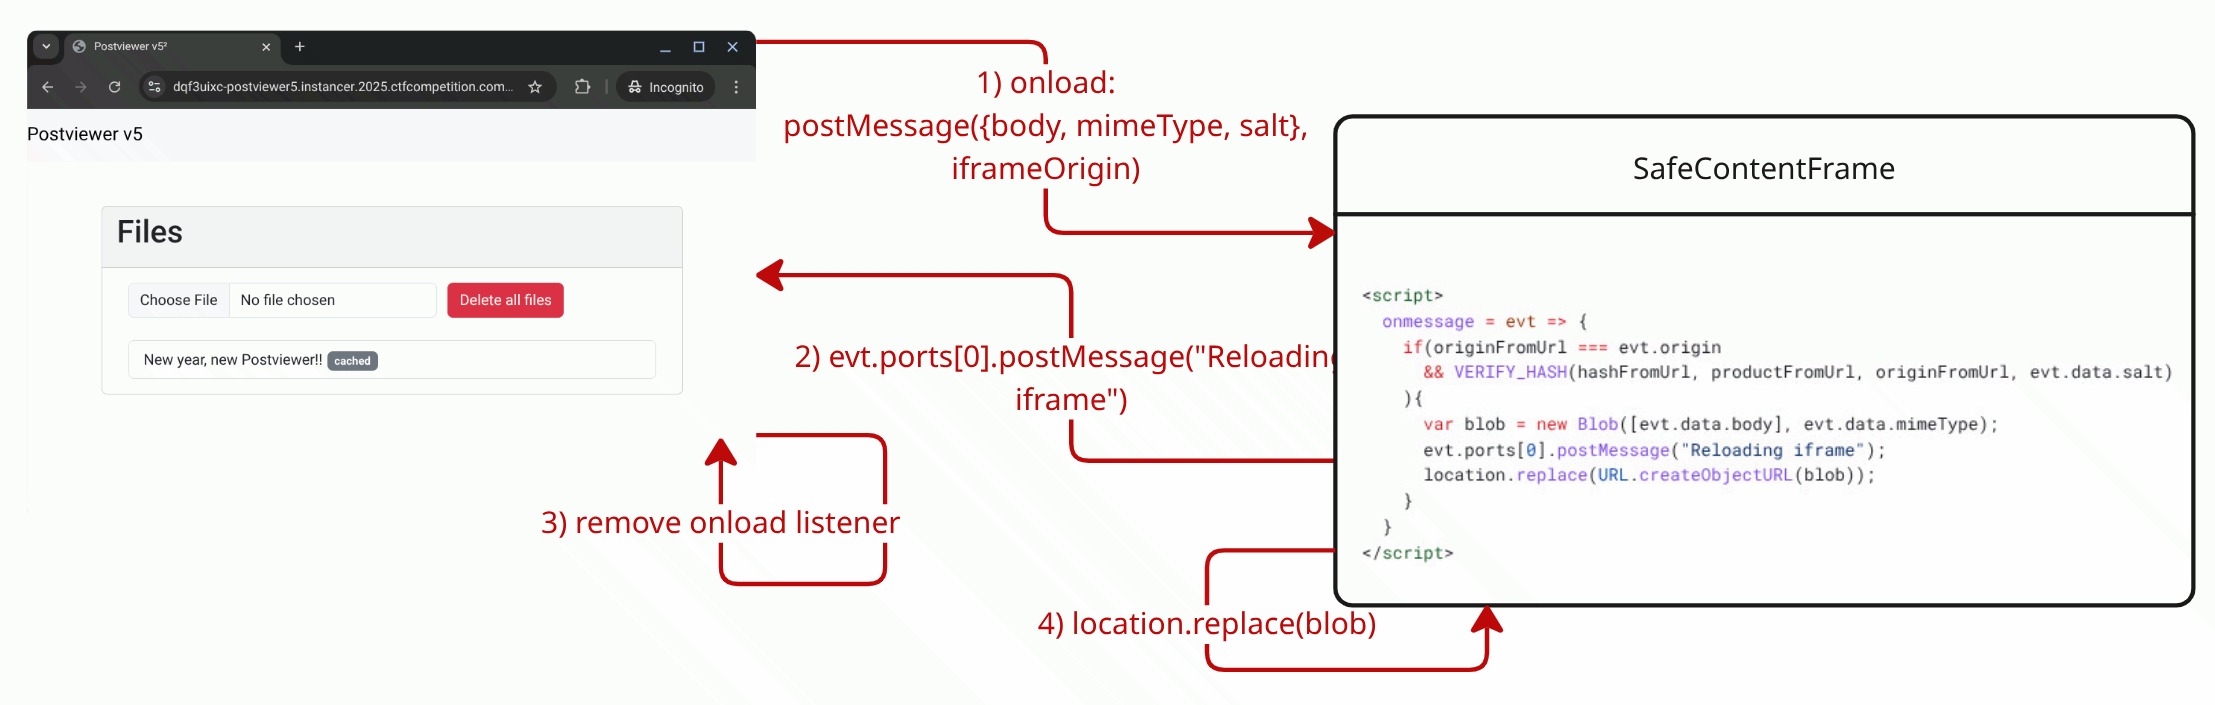 Postviewer v5²
dqf3uixc-postviewer5.instancer.2025.ctfcompetition.com...
Incognito
Postviewer v5
Files
Choose File No file chosen Delete all files
New year, new Postviewer!! cached
1) onload:
postMessage({body, mimeType, salt},
iframeOrigin)
2) evt.ports[0].postMessage("Reloading
iframe")
3) remove onload listener
4) location.replace(blob)
SafeContentFrame
<script>
onmessage = evt => {
if(originFromUrl === evt.origin
&& VERIFY_HASH(hashFromUrl, productFromUrl, originFromUrl, evt.data.salt)
){
var blob = new Blob([evt.data.body], evt.data.mimeType);
evt.ports[0].postMessage("Reloading iframe");
location.replace(URL.createObjectURL(blob));
}
}
</script>